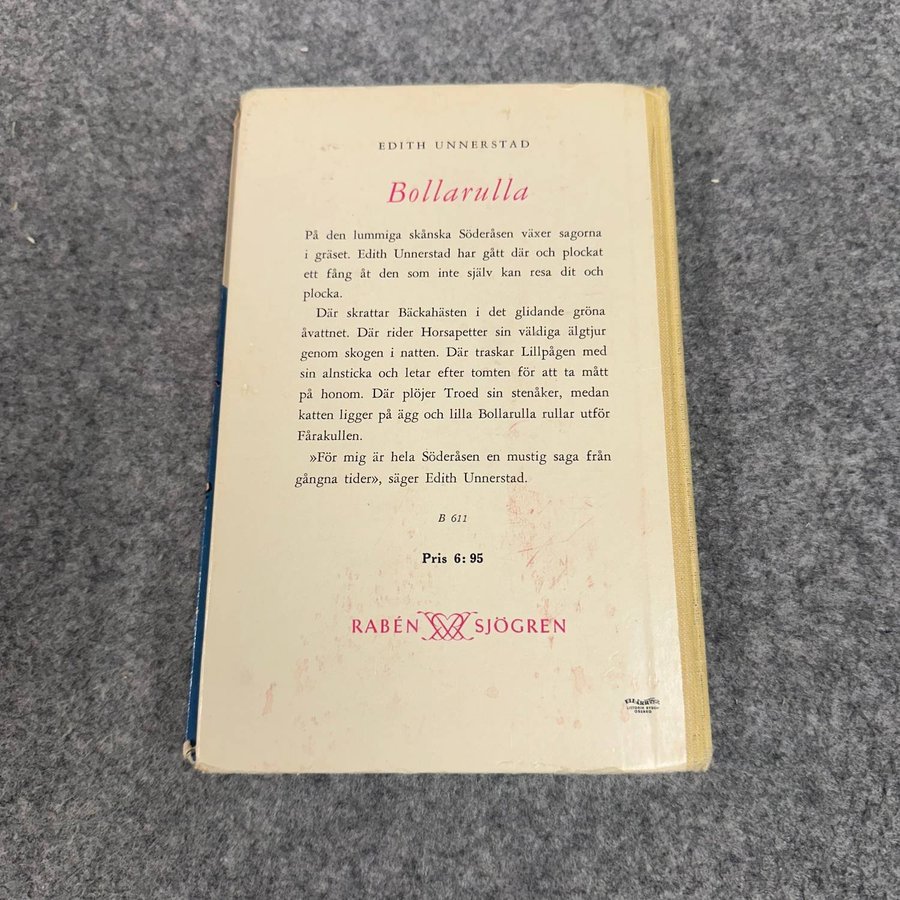 EDITH UNNERSTAD
Bollarulla
På den lummiga skånska Söderåsen växer sagorna
i gräset. Edith Unnerstad har gått där och plockat
ett fång åt den som inte själv kan resa dit och
plocka.
Där skrattar Bäckahästen i det glidande gröna
åvattnet. Där rider Horsapetter sin väldiga älgtjur
genom skogen i natten. Där traskar Lillpågen med
sin alnsticka och letar efter tomten för att ta mått
på honom. Där plöjer Troed sin stenåker, medan
katten ligger på ägg och lilla Bollarulla rullar utför
Fårakullen.
»För mig är hela Söderåsen en mustig saga från
gångna tider», säger Edith Unnerstad.
B 611
Pris 6:95
RABÉN SJÖGREN
ÖREBRO